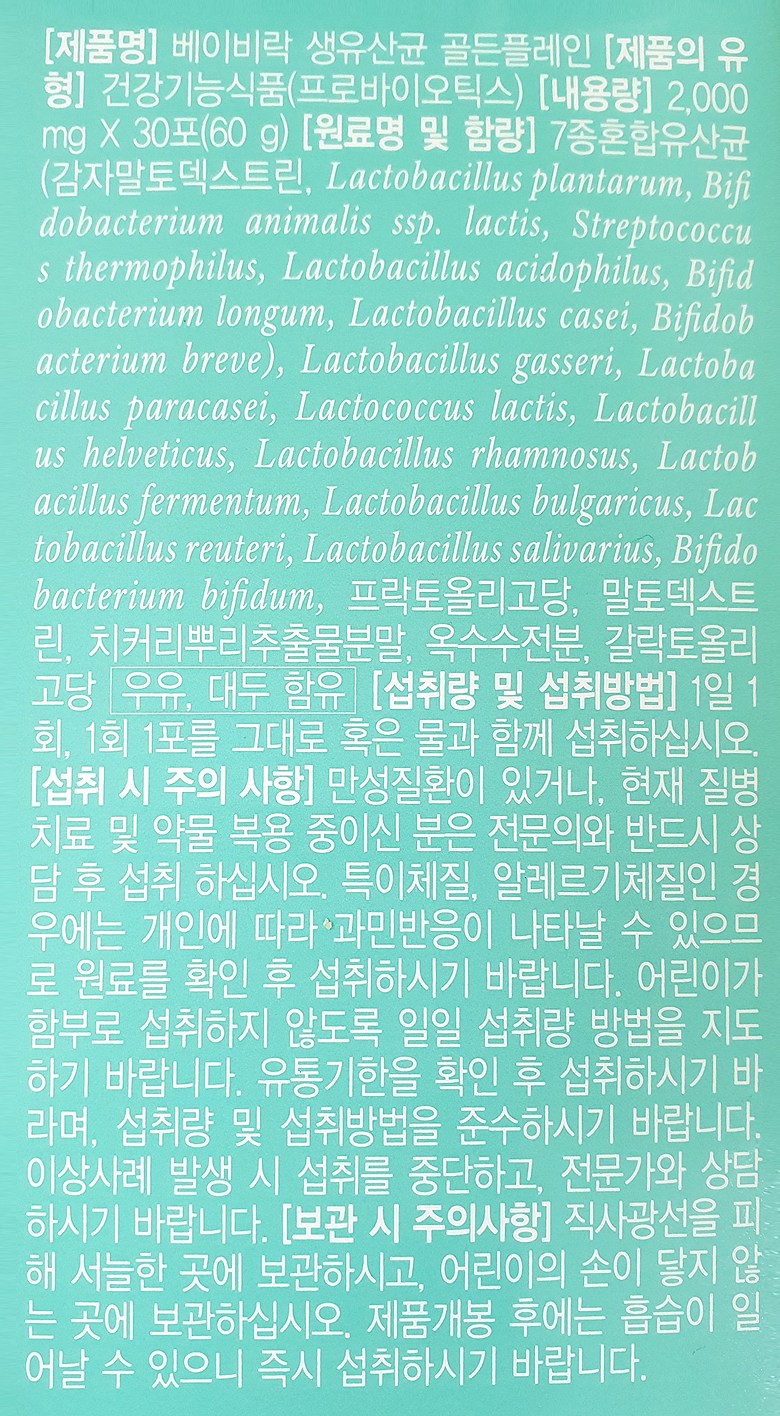 [제품명] 베이비락 생유산균 골든플레인 [제품의 유
형] 건강기능식품(프로바이오틱스) [내용량] 2,000
mg X 30포(60 g) [원료명 및 함량] 7종혼합유산균
(감자말토덱스트린, Lactobacillus plantarum, Bifi
dobacterium animalis ssp. lactis, Streptococcu
s thermophilus, Lactobacillus acidophilus, Bifid
obacterium longum, Lactobacillus casei, Bifidob
acterium breve), Lactobacillus gasseri, Lactoba
cillus paracasei, Lactococcus lactis, Lactobacill
us helveticus, Lactobacillus rhamnosus, Lactob
acillus fermentum, Lactobacillus bulgaricus, Lac
tobacillus reuteri, Lactobacillus salivarius, Bifido
bacterium bifidum, 프락토올리고당, 말토덱스트
린, 치커리뿌리추출물분말, 옥수수전분, 갈락토올리
고당 우유, 대두 함유 [섭취량 및 섭취방법] 1일 1
회, 1회 1포를 그대로 혹은 물과 함께 섭취하십시오.
[섭취 시 주의 사항] 만성질환이 있거나, 현재 질병
치료 및 약물 복용 중이신 분은 전문의와 반드시 상
담 후 섭취 하십시오. 특이체질, 알레르기체질인 경
우에는 개인에 따라 과민반응이 나타날 수 있으므
로 원료를 확인 후 섭취하시기 바랍니다. 어린이가
함부로 섭취하지 않도록 일일 섭취량 방법을 지도
하기 바랍니다. 유통기한을 확인 후 섭취하시기 바
라며, 섭취량 및 섭취방법을 준수하시기 바랍니다.
이상사례 발생 시 섭취를 중단하고, 전문가와 상담
하시기 바랍니다. [보관 시 주의사항] 직사광선을 피
해 서늘한 곳에 보관하시고, 어린이의 손이 닿지 않
는 곳에 보관하십시오. 제품개봉 후에는 흡습이 일
어날 수 있으니 즉시 섭취하시기 바랍니다.